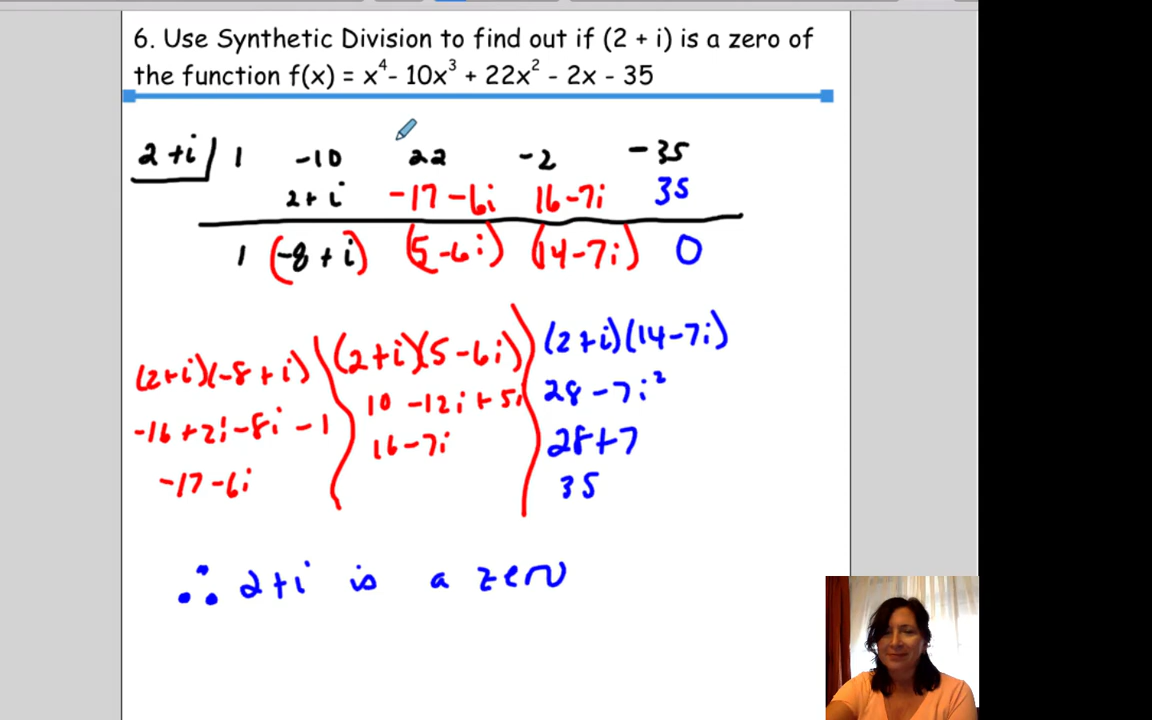 6. Use Synthetic Division to find out if (2 + i) is a zero of
the function f(x) = x⁴- 10x³ + 22x² - 2x - 35
2 + i 1 -10 22 -2 -35
2 + i -17 - 6i 16 - 7i 35
1 (-8 + i) (5 - 6i) (14 - 7i) 0
(2+i)(-8 + i)
-16 + 2i - 8i - 1
-17 - 6i
(2+i)(5 - 6i)
10 - 12i + 5i
16 - 7i
(2+i)(14 - 7i)
28 - 7i²
28 + 7
35
∴ 2+i is a zero